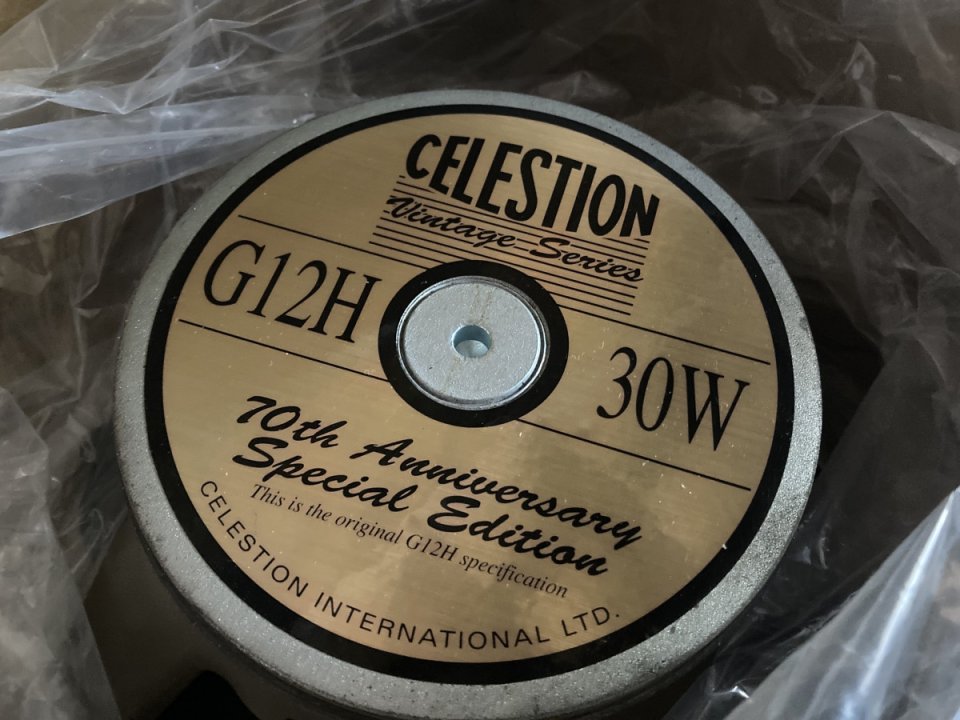 CELESTION
Vintage-Series
G12H
30W
70th Anniversary
Special Edition
This is the original G12H specification
CELESTION INTERNATIONAL LTD.